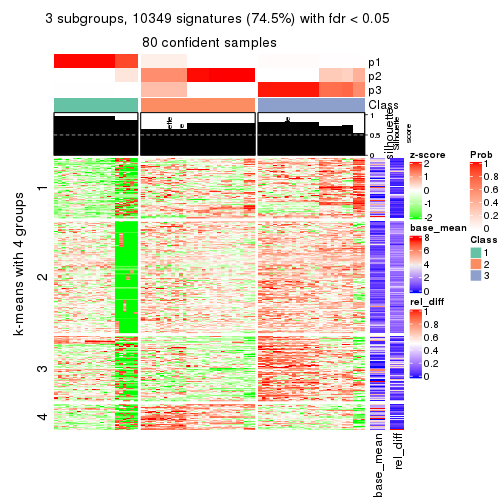 3 subgroups, 10349 signatures (74.5%) with fdr < 0.05
80 confident samples
p1
p2
p3
Class
1
0.5
0
silhouette
silhouette
score
k-means with 4 groups
1
2
3
4
base_mean
rel_diff
z-score
2
1
0
-1
-2
base_mean
8
6
4
2
0
rel_diff
1
0.8
0.6
0.4
0.2
0
Prob
1
0.8
0.6
0.4
0.2
0
Class
1
2
3